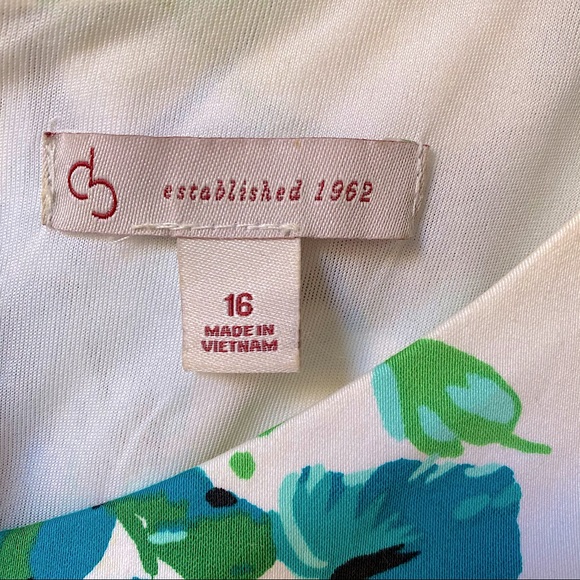 db
established 1962
16
MADE IN
VIETNAM